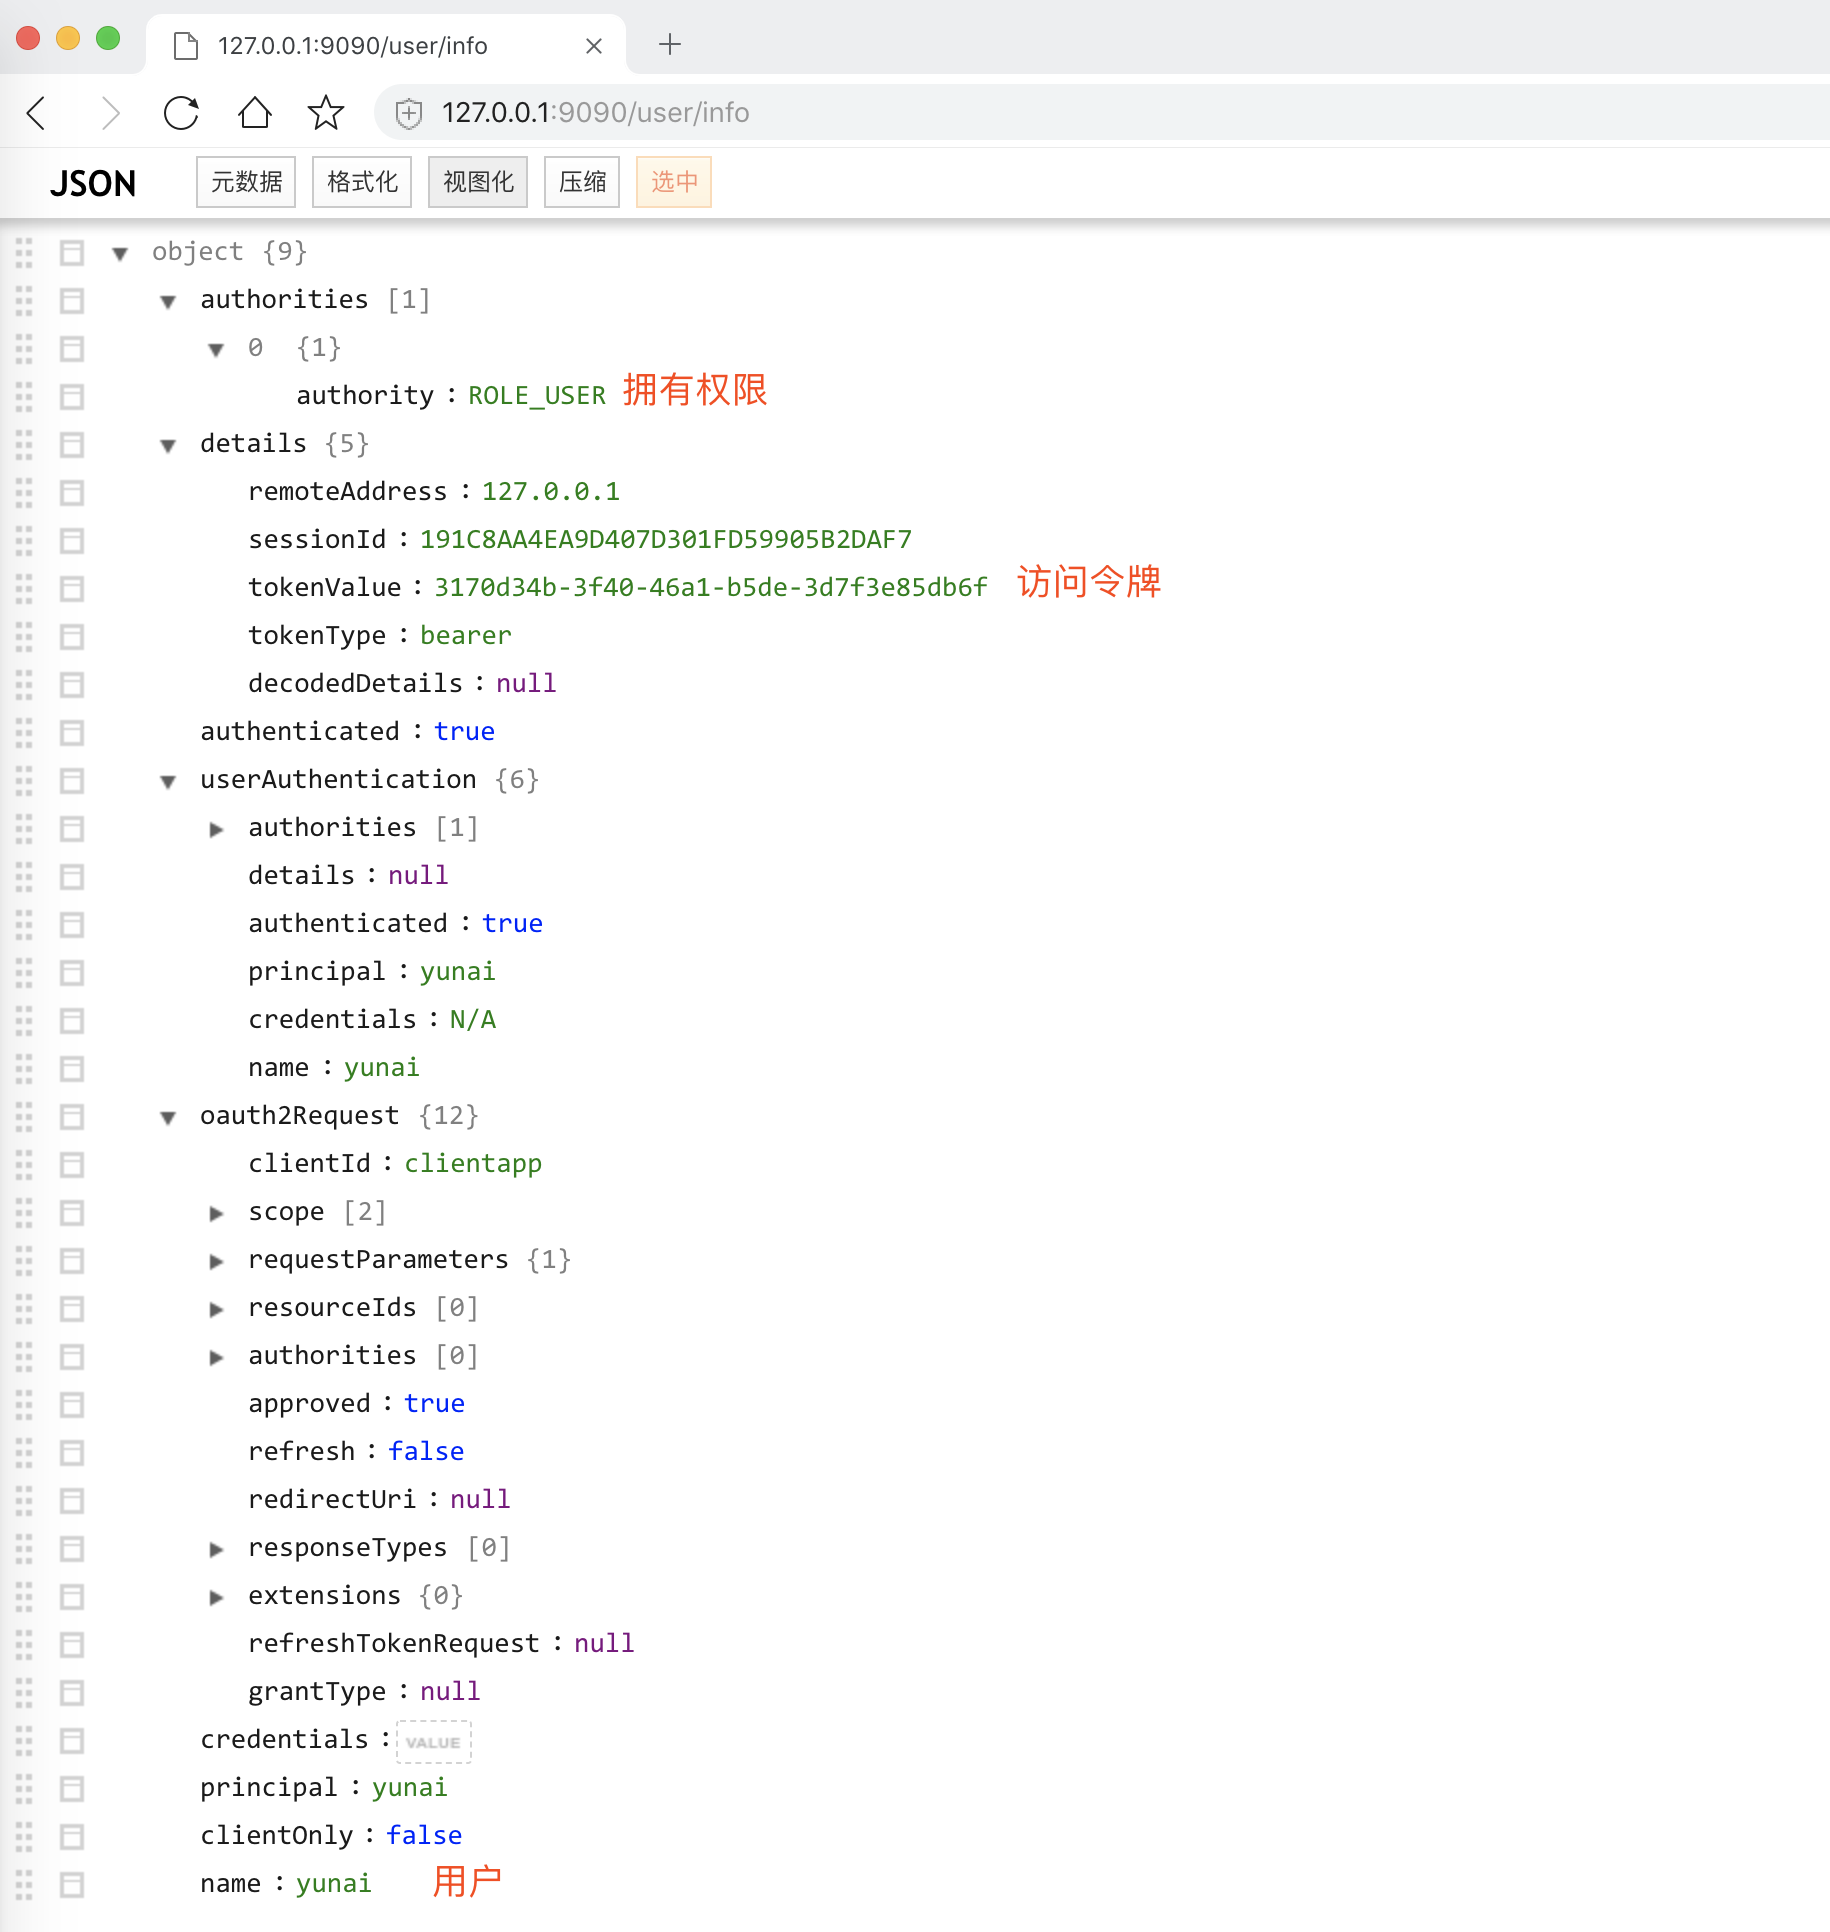 127.0.0.1:9090/user/info
127.0.0.1:9090/user/info
JSON 元数据 格式化 视图化 压缩 选中
object {9}
authorities [1]
0 {1}
authority : ROLE_USER 拥有权限
details {5}
remoteAddress : 127.0.0.1
sessionId : 191C8AA4EA9D407D301FD59905B2DAF7
tokenValue : 3170d34b-3f40-46a1-b5de-3d7f3e85db6f 访问令牌
tokenType : bearer
decodedDetails : null
authenticated : true
userAuthentication {6}
authorities [1]
details : null
authenticated : true
principal : yunai
credentials : N/A
name : yunai
oauth2Request {12}
clientId : clientapp
scope [2]
requestParameters {1}
resourceIds [0]
authorities [0]
approved : true
refresh : false
redirectUri : null
responseTypes [0]
extensions {0}
refreshTokenRequest : null
grantType : null
credentials : VALUE
principal : yunai
clientOnly : false
name : yunai 用户